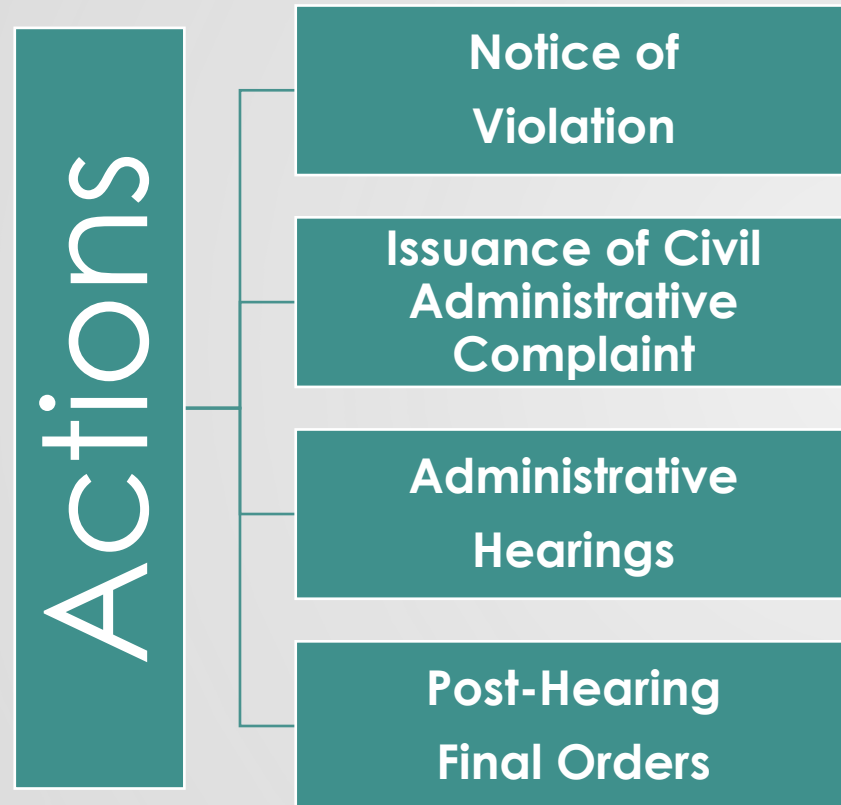 Actions
Notice of
Violation
Issuance of Civil
Administrative
Complaint
Administrative
Hearings
Post-Hearing
Final Orders